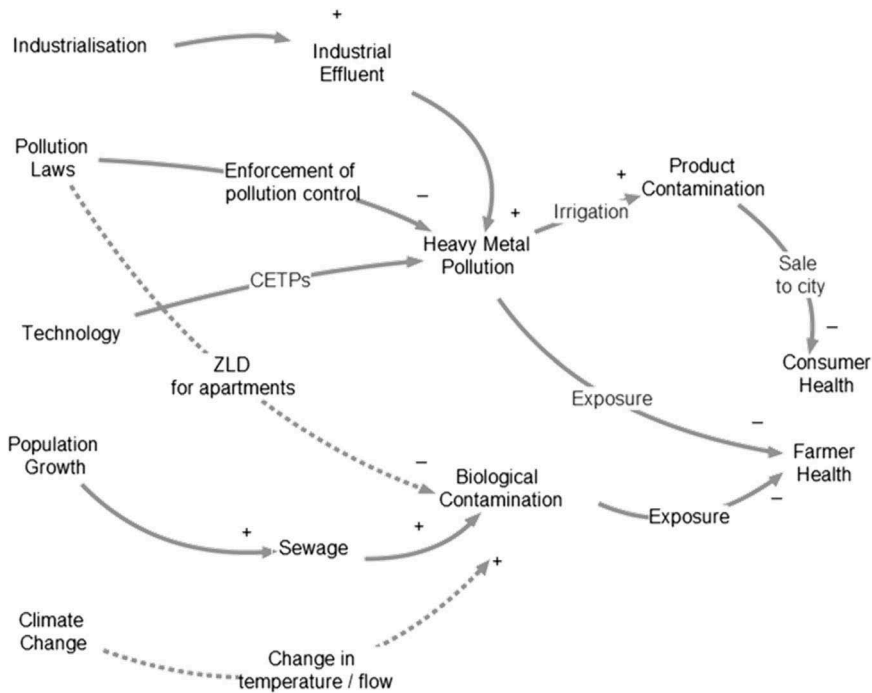 +
Industrialisation
Industrial
Effluent
Pollution
Laws
Enforcement of
pollution control
–
+
Irrigation
+
Product
Contamination
Heavy Metal
Pollution
CETPs
Technology
Sale
to city
–
Consumer
Health
ZLD
for apartments
Exposure
–
Farmer
Health
Population
Growth
–
Biological
Contamination
–
Exposure
+
Sewage
+
+
Climate
Change
Change in
temperature / flow